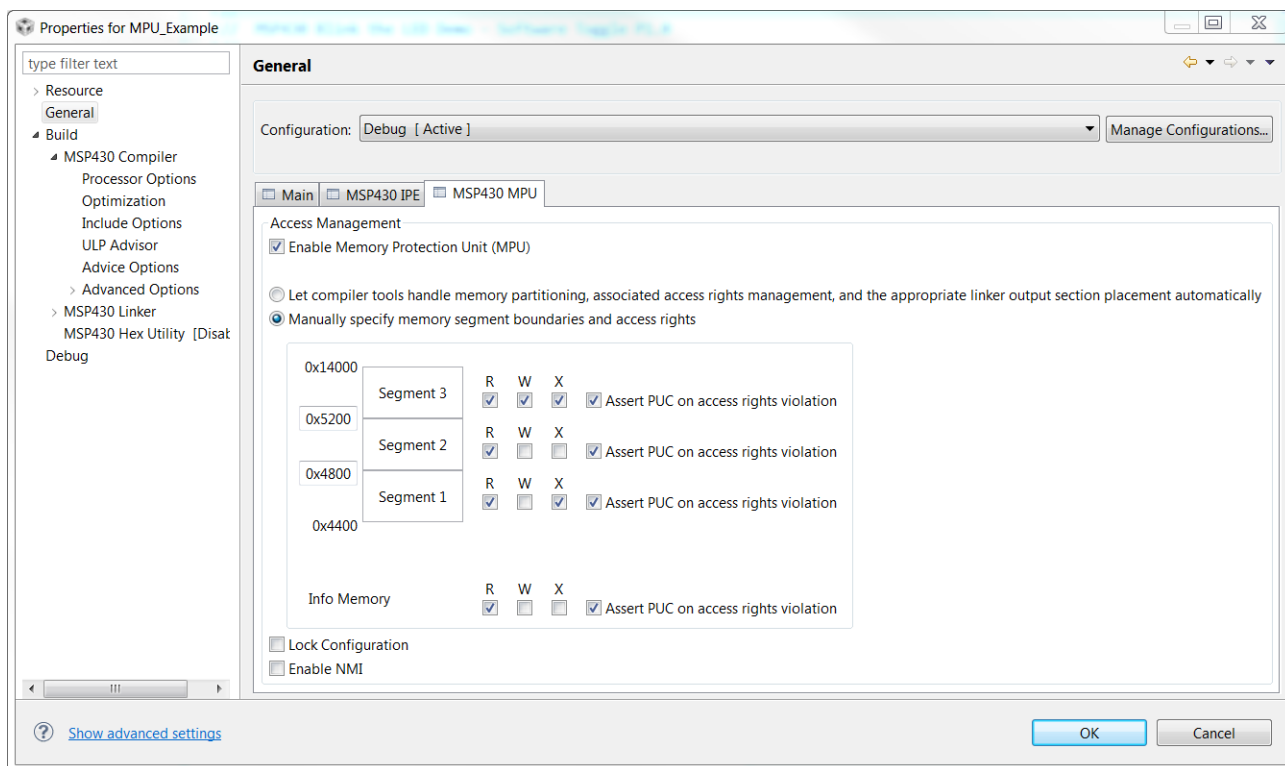 Properties for MPU_Example
type filter text
General
Resource
General
Build
MSP430 Compiler
Processor Options
Optimization
Include Options
ULP Advisor
Advice Options
Advanced Options
MSP430 Linker
MSP430 Hex Utility [Disab
Debug
Configuration: Debug [ Active ]
Manage Configurations...
Main MSP430 IPE MSP430 MPU
Access Management
Enable Memory Protection Unit (MPU)
Let compiler tools handle memory partitioning, associated access rights management, and the appropriate linker output section placement automatically
Manually specify memory segment boundaries and access rights
0x14000
R W X
Segment 3 Assert PUC on access rights violation
0x5200
R W X
Segment 2 Assert PUC on access rights violation
0x4800
R W X
Segment 1 Assert PUC on access rights violation
0x4400
R W X
Info Memory Assert PUC on access rights violation
Lock Configuration
Enable NMI
? Show advanced settings
OK Cancel